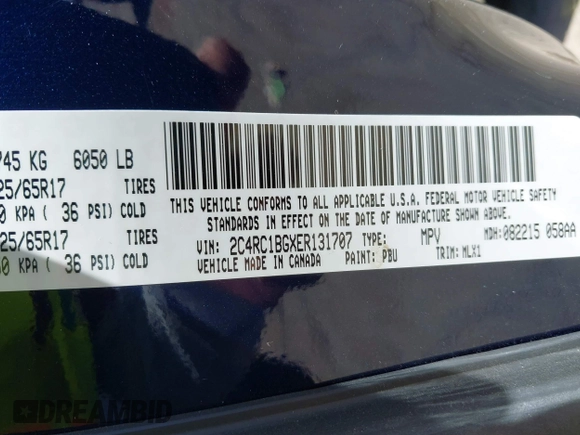 745 KG 6050 LB
25/65R17 TIRES
0 KPA ( 36 PSI) COLD
25/65R17 TIRES
0 KPA ( 36 PSI) COLD
THIS VEHICLE CONFORMS TO ALL APPLICABLE U.S.A. FEDERAL MOTOR VEHICLE SAFETY
STANDARDS IN EFFECT ON THE DATE OF MANUFACTURE SHOWN ABOVE.
VIN: 2C4RC1BGXER131707 TYPE: MPV MDH: 082215 058AA
VEHICLE MADE IN CANADA PAINT: PBU TRIM: MLX1
DREAMBID